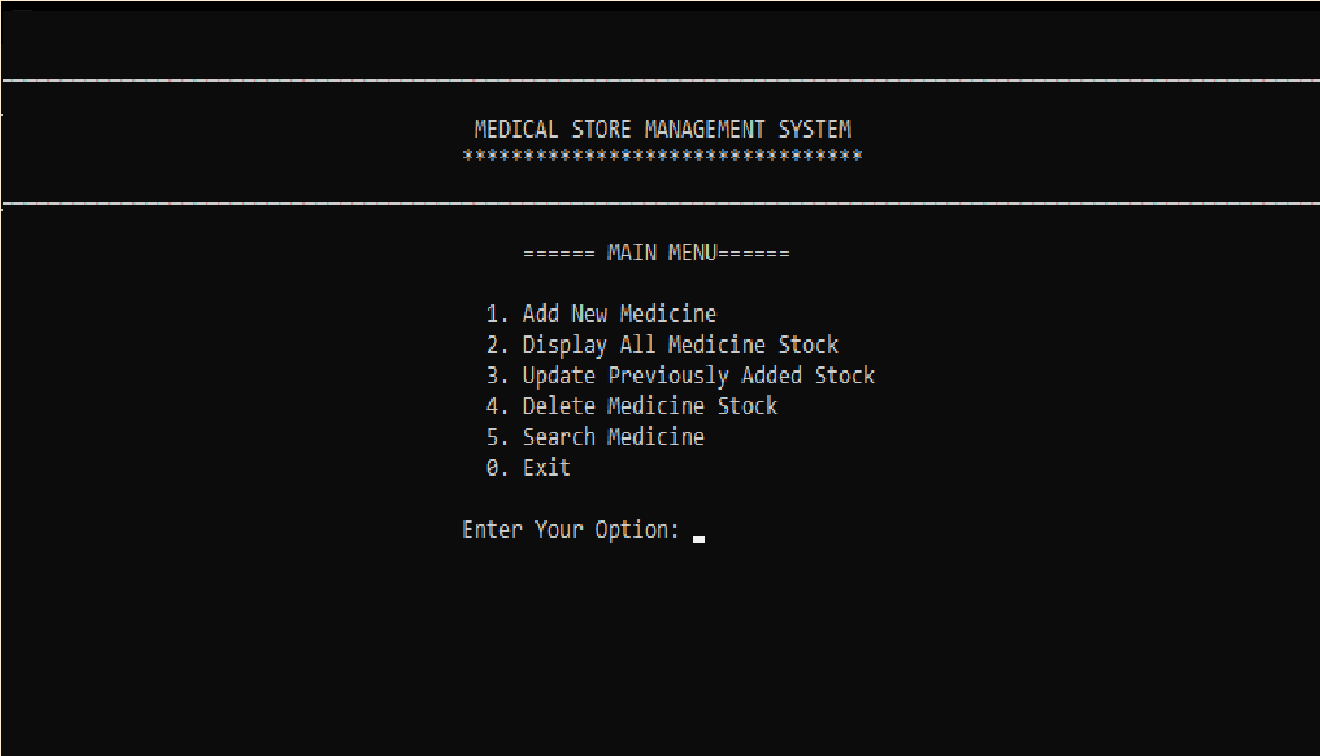 MEDICAL STORE MANAGEMENT SYSTEM
*********************************
====== MAIN MENU======
1. Add New Medicine
2. Display All Medicine Stock
3. Update Previously Added Stock
4. Delete Medicine Stock
5. Search Medicine
0. Exit
Enter Your Option: